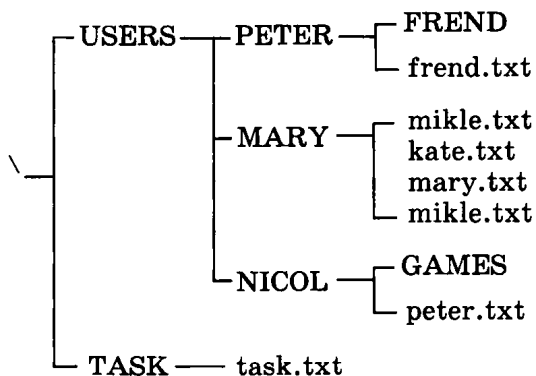 FREND
USERS PETER
frend.txt
mikle.txt
MARY kate.txt
mary.txt
\
mikle.txt
GAMES
NICOL
peter.txt
TASK task.txt